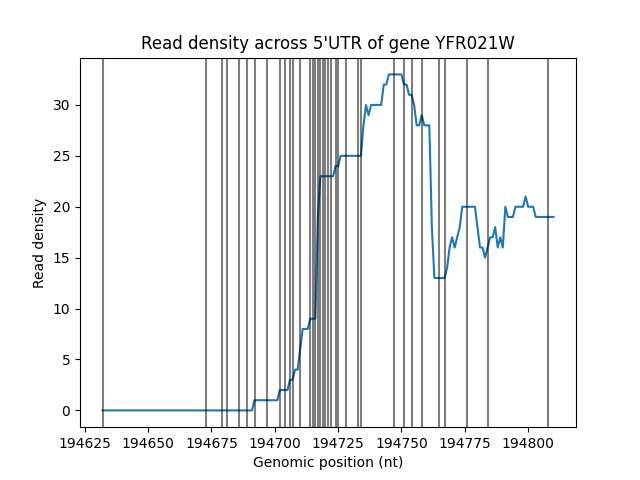 Read density across 5'UTR of gene YFR021W
Read density
30
25
20
15
10
5
0
194625 194650 194675 194700 194725 194750 194775 194800
Genomic position (nt)